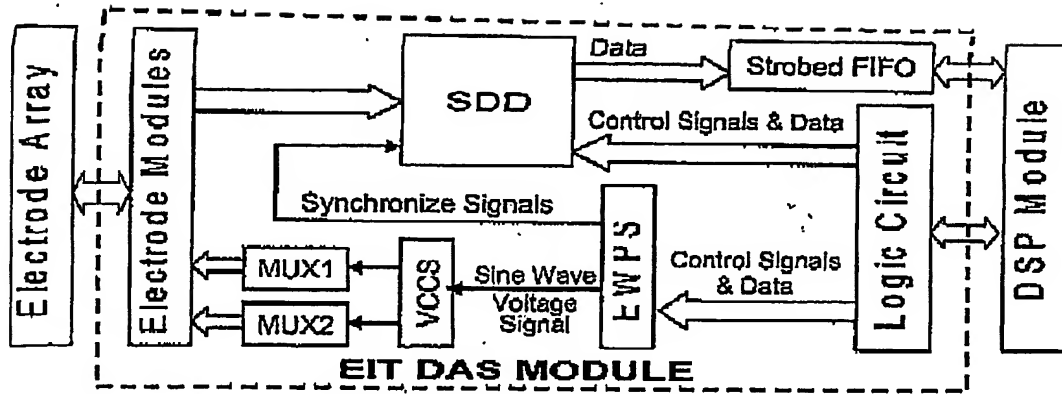 Electrode Array
Electrode Modules
SDD
Data
Strobed FIFO
Control Signals & Data
Synchronize Signals
MUX1
MUX2
VCCS
Sine Wave
Voltage
Signal
EWPS
Control Signals
& Data
Logic Circuit
DSP Module
EIT DAS MODULE